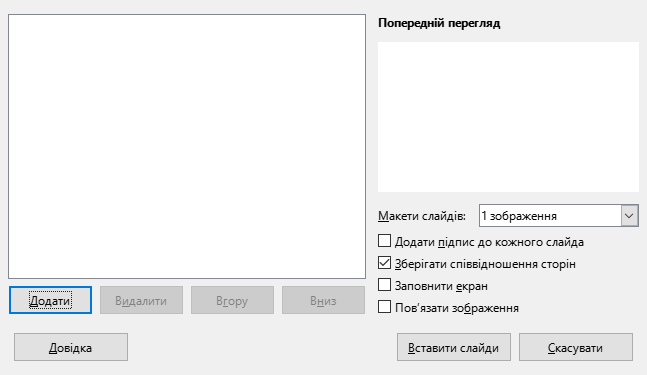 Попередній перегляд
Макети слайдів: 1 зображення
Додати підпис до кожного слайда
Зберігати співвідношення сторін
Заповнити екран
Пов'язати зображення
Додати Видалити Вгору Вниз
Довідка Вставити слайди Скасувати